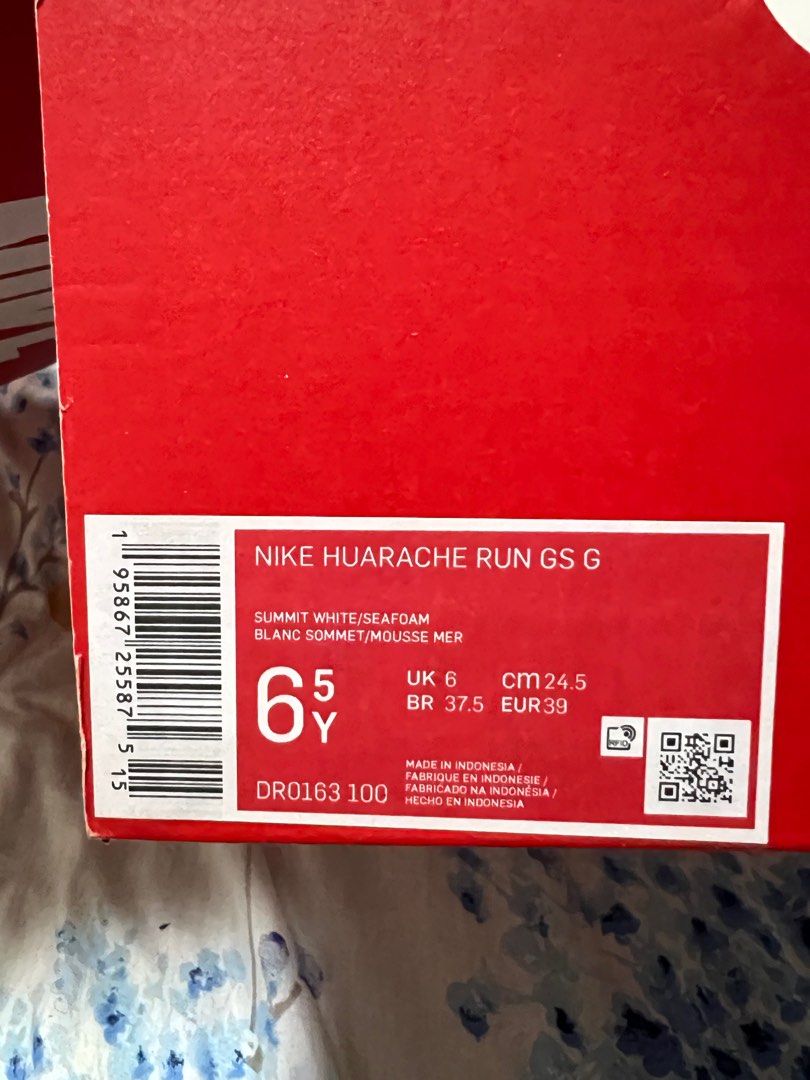 NIKE HUARACHE RUN GS G
SUMMIT WHITE/SEAFOAM
BLANC SOMMET/MOUSSE MER
6 5 Y
UK 6 cm 24.5
BR 37.5 EUR 39
DR0163 100
MADE IN INDONESIA /
FABRIQUE EN INDONESIE /
FABRICADO NA INDONÉSIA /
HECHO EN INDONESIA
RFID
1 95867 25587 5 15